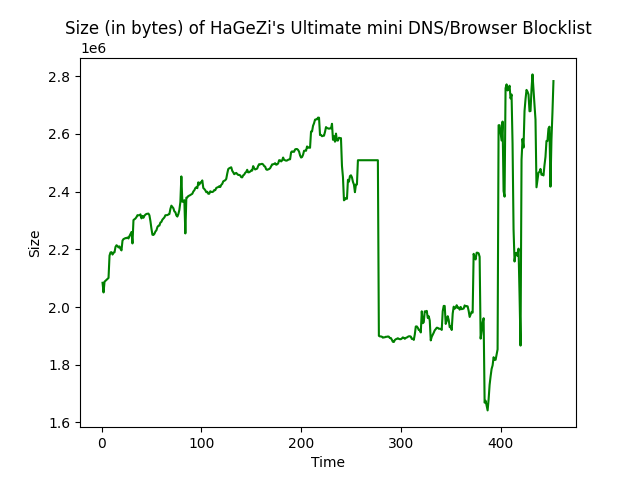 Size (in bytes) of HaGeZi's Ultimate mini DNS/Browser Blocklist
1e6
2.8
2.6
2.4
2.2
2.0
1.8
1.6
Size
0 100 200 300 400
Time